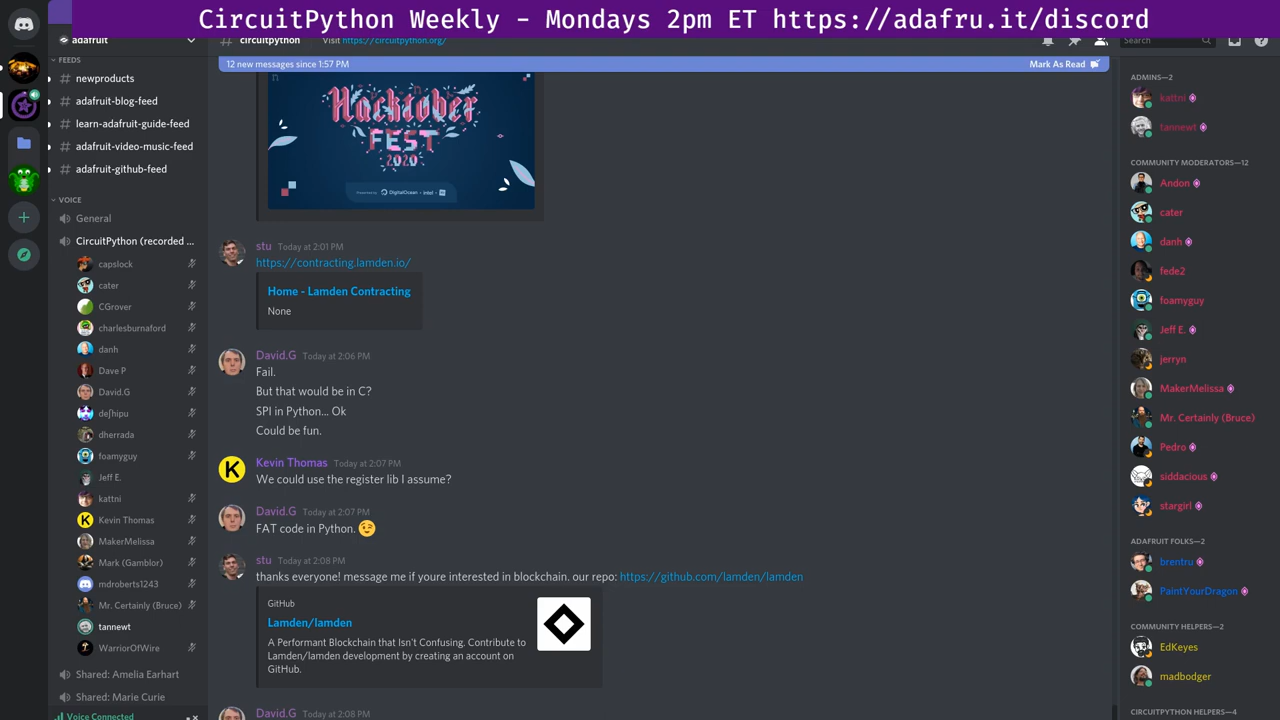 CircuitPython Weekly - Mondays 2pm ET https://adafru.it/discord
adafruit
# circuitpython Visit https://circuitpython.org/
Search
FEEDS
# newproducts
# adafruit-blog-feed
# learn-adafruit-guide-feed
# adafruit-video-music-feed
# adafruit-github-feed
VOICE
General
CircuitPython (recorded ...
capslock
cater
CGrover
charlesburnaford
danh
Dave P
David.G
deʃhipu
dherrada
foamyguy
Jeff E.
kattni
Kevin Thomas
MakerMelissa
Mark (Gamblor)
mdroberts1243
Mr. Certainly (Bruce)
tannewt
WarriorOfWire
Shared: Amelia Earhart
Shared: Marie Curie
Voice Connected
12 new messages since 1:57 PM
Mark As Read
Hacktober
FEST
2020
Presented by DigitalOcean · Intel ·
stu Today at 2:01 PM
https://contracting.lamden.io/
Home - Lamden Contracting
None
David.G Today at 2:06 PM
Fail.
But that would be in C?
SPI in Python... Ok
Could be fun.
K
Kevin Thomas Today at 2:07 PM
We could use the register lib I assume?
David.G Today at 2:07 PM
FAT code in Python. 😉
stu Today at 2:08 PM
thanks everyone! message me if youre interested in blockchain. our repo: https://github.com/lamden/lamden
GitHub
Lamden/lamden
A Performant Blockchain that Isn't Confusing. Contribute to
Lamden/lamden development by creating an account on
GitHub.
David.G Today at 2:08 PM
ADMINS—2
kattni
tannewt
COMMUNITY MODERATORS—12
Andon
cater
danh
fede2
foamyguy
Jeff E.
jerryn
MakerMelissa
Mr. Certainly (Bruce)
Pedro
siddacious
stargirl
ADAFRUIT FOLKS—2
brentru
PaintYourDragon
COMMUNITY HELPERS—2
EdKeyes
madbodger
CIRCUITPYTHON HELPERS—4